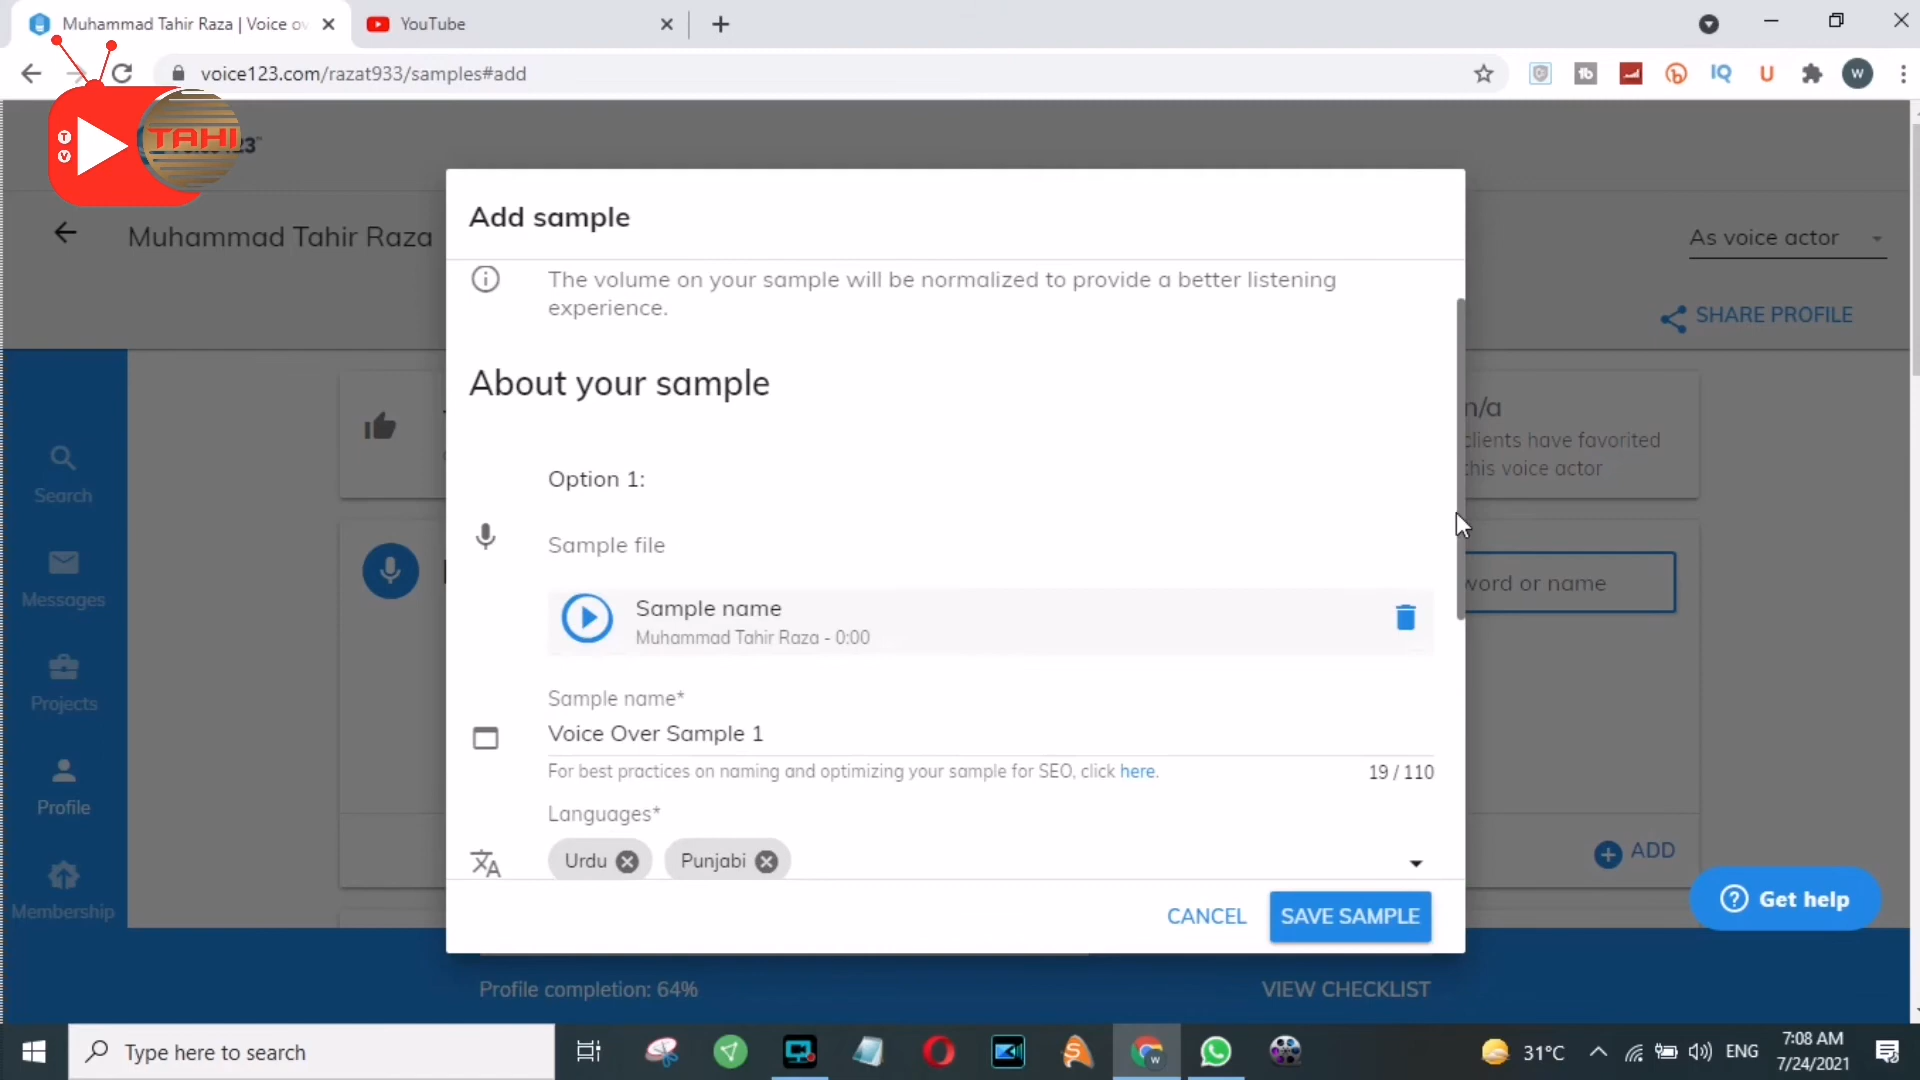 Muhammad Tahir Raza | Voice ov
YouTube
voice123.com/razat933/samples#add
W
TV
TAHI
Muhammad Tahir Raza
As voice actor
SHARE PROFILE
Add sample
The volume on your sample will be normalized to provide a better listening
experience.
About your sample
Option 1:
Sample file
Sample name
Muhammad Tahir Raza - 0:00
Sample name*
Voice Over Sample 1
For best practices on naming and optimizing your sample for SEO, click here.
19 / 110
Languages*
Urdu
Punjabi
CANCEL
SAVE SAMPLE
n/a
clients have favorited
this voice actor
word or name
ADD
Get help
Search
Messages
Projects
Profile
Membership
Profile completion: 64%
VIEW CHECKLIST
Type here to search
31°C
ENG
7:08 AM
7/24/2021